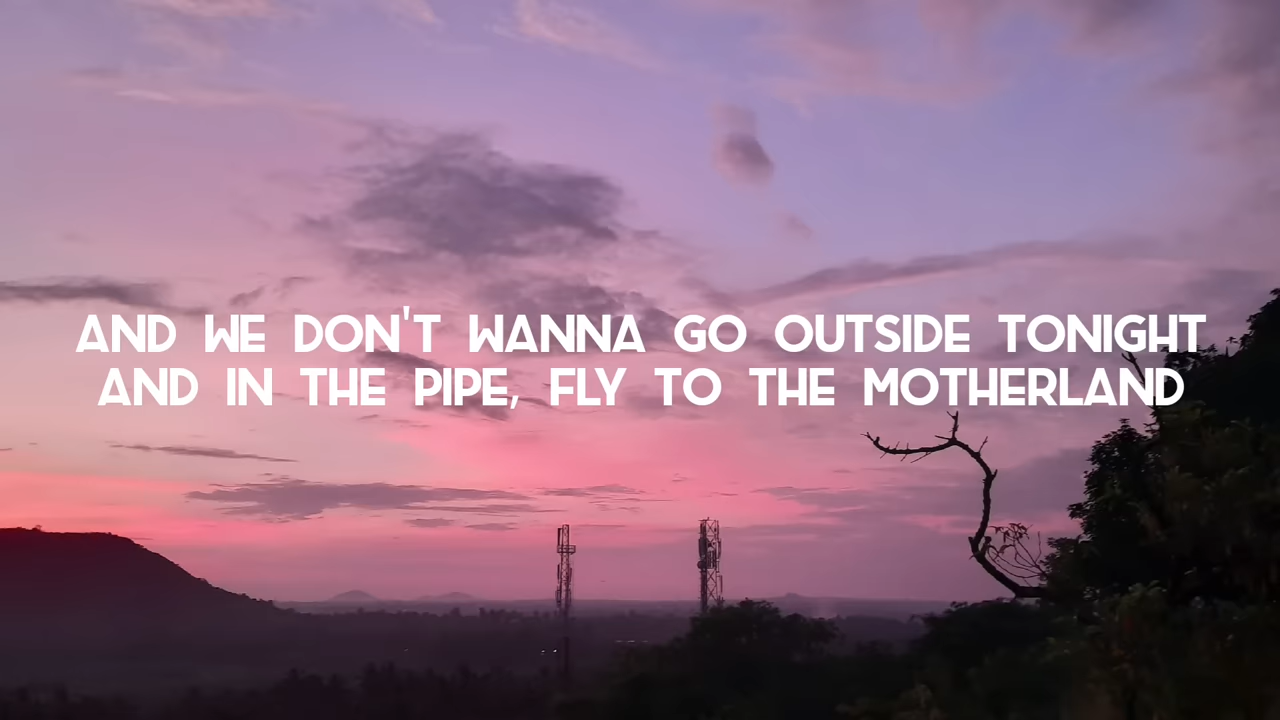 AND WE DON'T WANNA GO OUTSIDE TONIGHT
AND IN THE PIPE, FLY TO THE MOTHERLAND